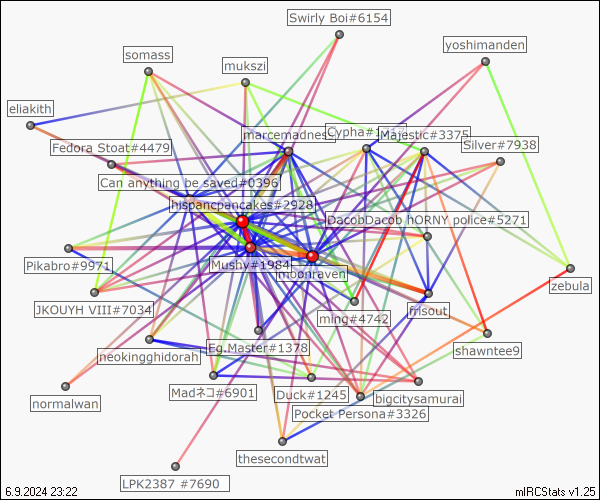 Swirly Boi#6154
yoshimanden
somass
mukszi
eliakith
marcemadness
Majestic#3375
Silver#7938
Fedora Stoat#4479
Can anything be saved#0396
hispancpancakes#2928
DacobDacob
hORNY police#5271
Mushy#1984
moonraven
Pikabro#9971
zebula
JKOUYH VIII#7034
ming#4742
frisout
Eg.Master#1378
shawntee9
neokingghidorah
Madネコ#6901
Duck#1245
bigcitysamurai
normalwan
Pocket Persona#3326
thesecondtwat
LPK2387 #7690
6.9.2024 23:22
mIRCStats v1.25